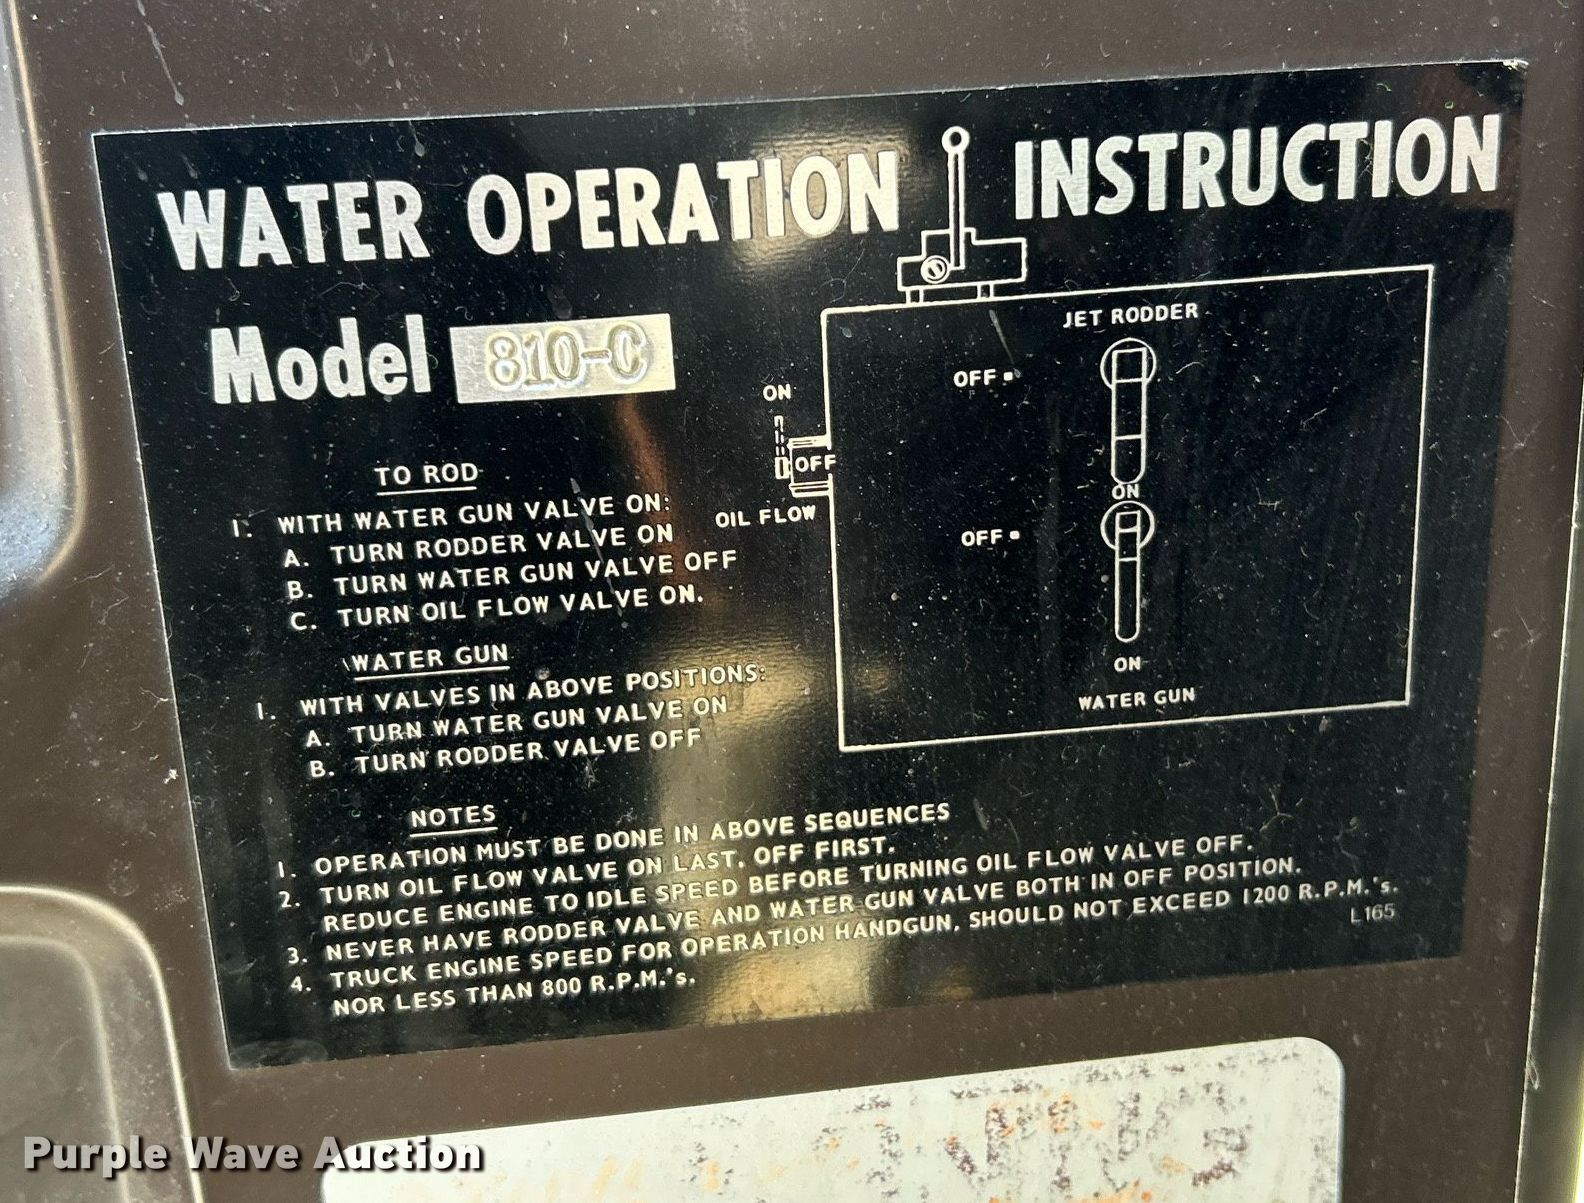 WATER OPERATION INSTRUCTION
Model 810-C
TO ROD
1. WITH WATER GUN VALVE ON:
A. TURN RODDER VALVE ON
B. TURN WATER GUN VALVE OFF
C. TURN OIL FLOW VALVE ON.
WATER GUN
1. WITH VALVES IN ABOVE POSITIONS:
A. TURN WATER GUN VALVE ON
B. TURN RODDER VALVE OFF
JET RODDER
OFF
ON
ON
OFF
OIL FLOW
OFF
ON
WATER GUN
NOTES
1. OPERATION MUST BE DONE IN ABOVE SEQUENCES
2. TURN OIL FLOW VALVE ON LAST, OFF FIRST.
REDUCE ENGINE TO IDLE SPEED BEFORE TURNING OIL FLOW VALVE OFF.
3. NEVER HAVE RODDER VALVE AND WATER GUN VALVE BOTH IN OFF POSITION.
4. TRUCK ENGINE SPEED FOR OPERATION HANDGUN, SHOULD NOT EXCEED 1200 R.P.M.'s.
NOR LESS THAN 800 R.P.M.'s.
L165
Purple Wave Auction